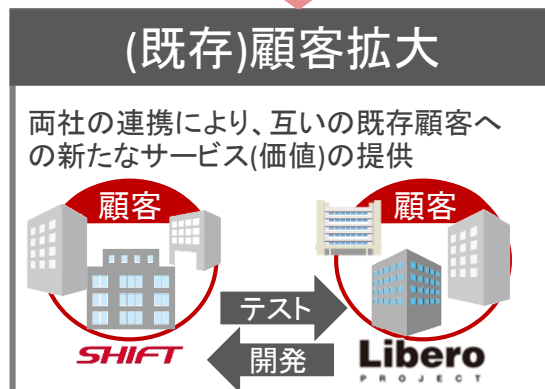 (既存)顧客拡大
両社の連携により、互いの既存顧客へ
の新たなサービス(価値)の提供
顧客
顧客
テスト
開発
SHIFT
Libero
PROJECT